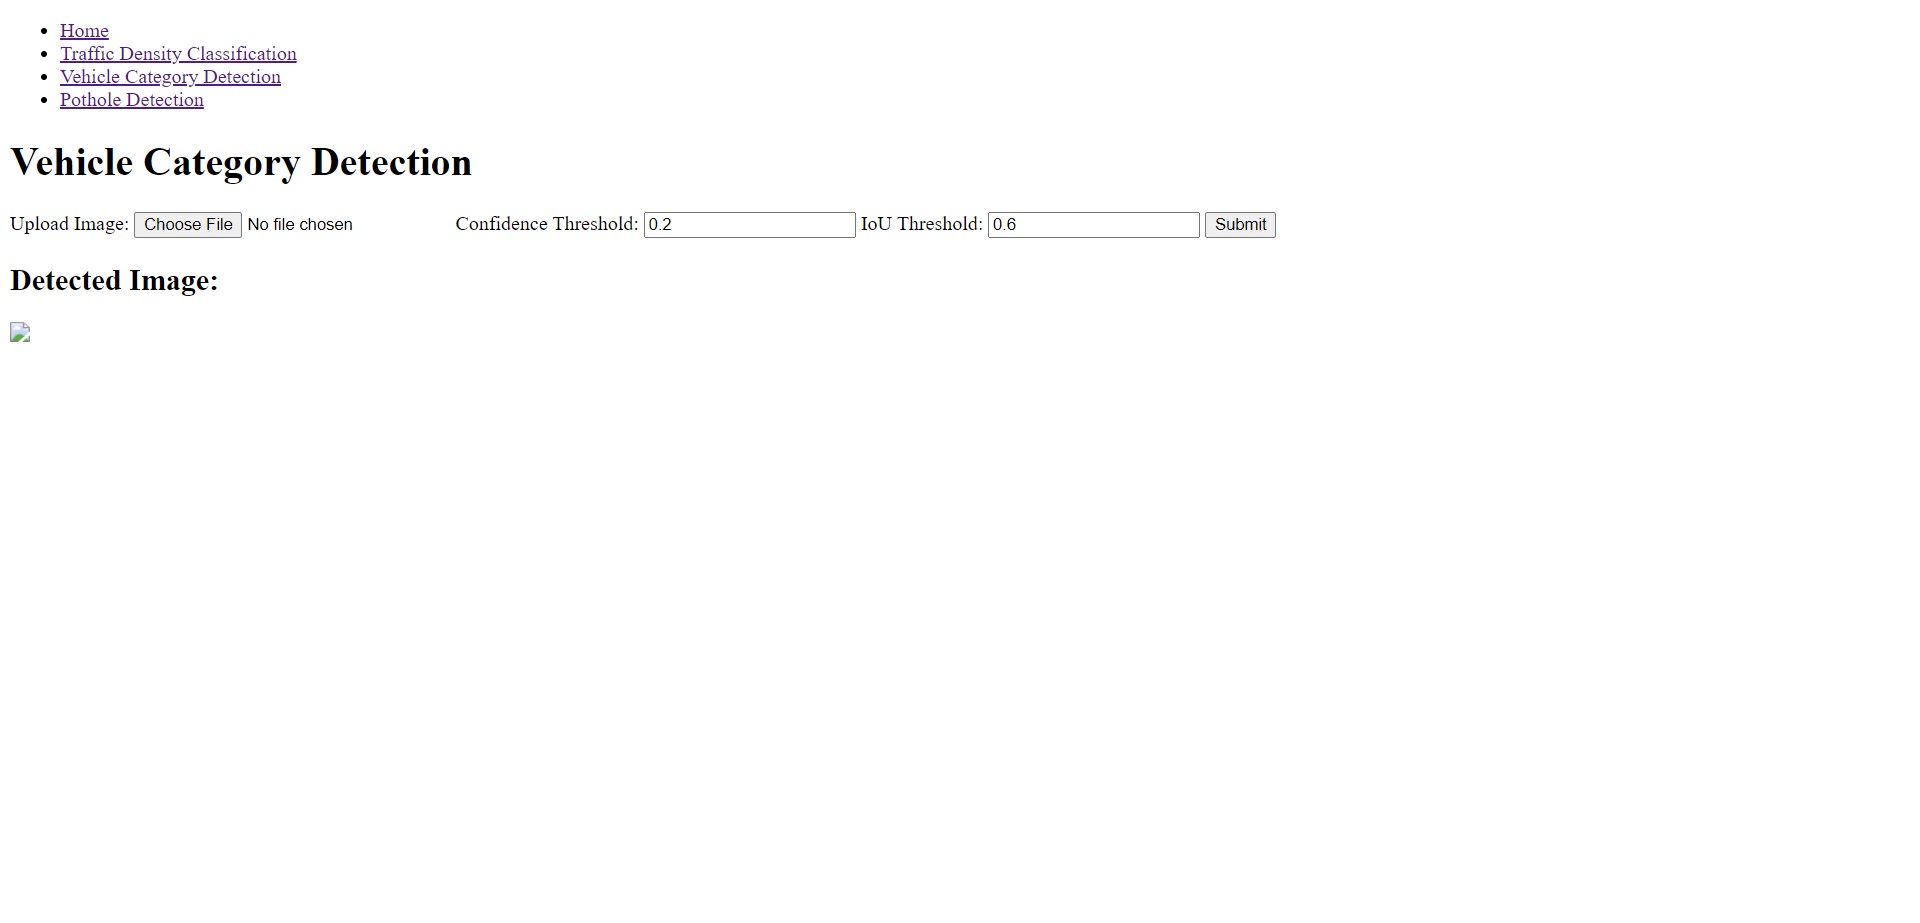 Home
Traffic Density Classification
Vehicle Category Detection
Pothole Detection
Vehicle Category Detection
Upload Image: Choose File No file chosen Confidence Threshold: 0.2 IoU Threshold: 0.6 Submit
Detected Image: